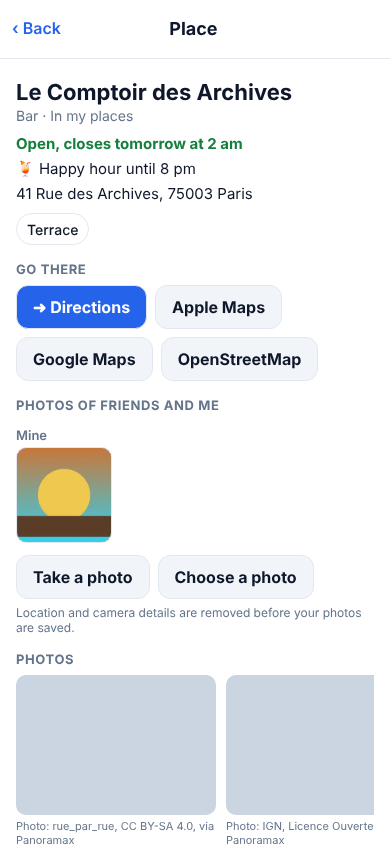 ‹ Back
Place
Le Comptoir des Archives
Bar · In my places
Open, closes tomorrow at 2 am
🍹 Happy hour until 8 pm
41 Rue des Archives, 75003 Paris
Terrace
GO THERE
➜ Directions
Apple Maps
Google Maps
OpenStreetMap
PHOTOS OF FRIENDS AND ME
Mine
Take a photo
Choose a photo
Location and camera details are removed before your photos
are saved.
PHOTOS
Photo: rue_par_rue, CC BY-SA 4.0, via
Panoramax
Photo: IGN, Licence Ouverte
Panoramax